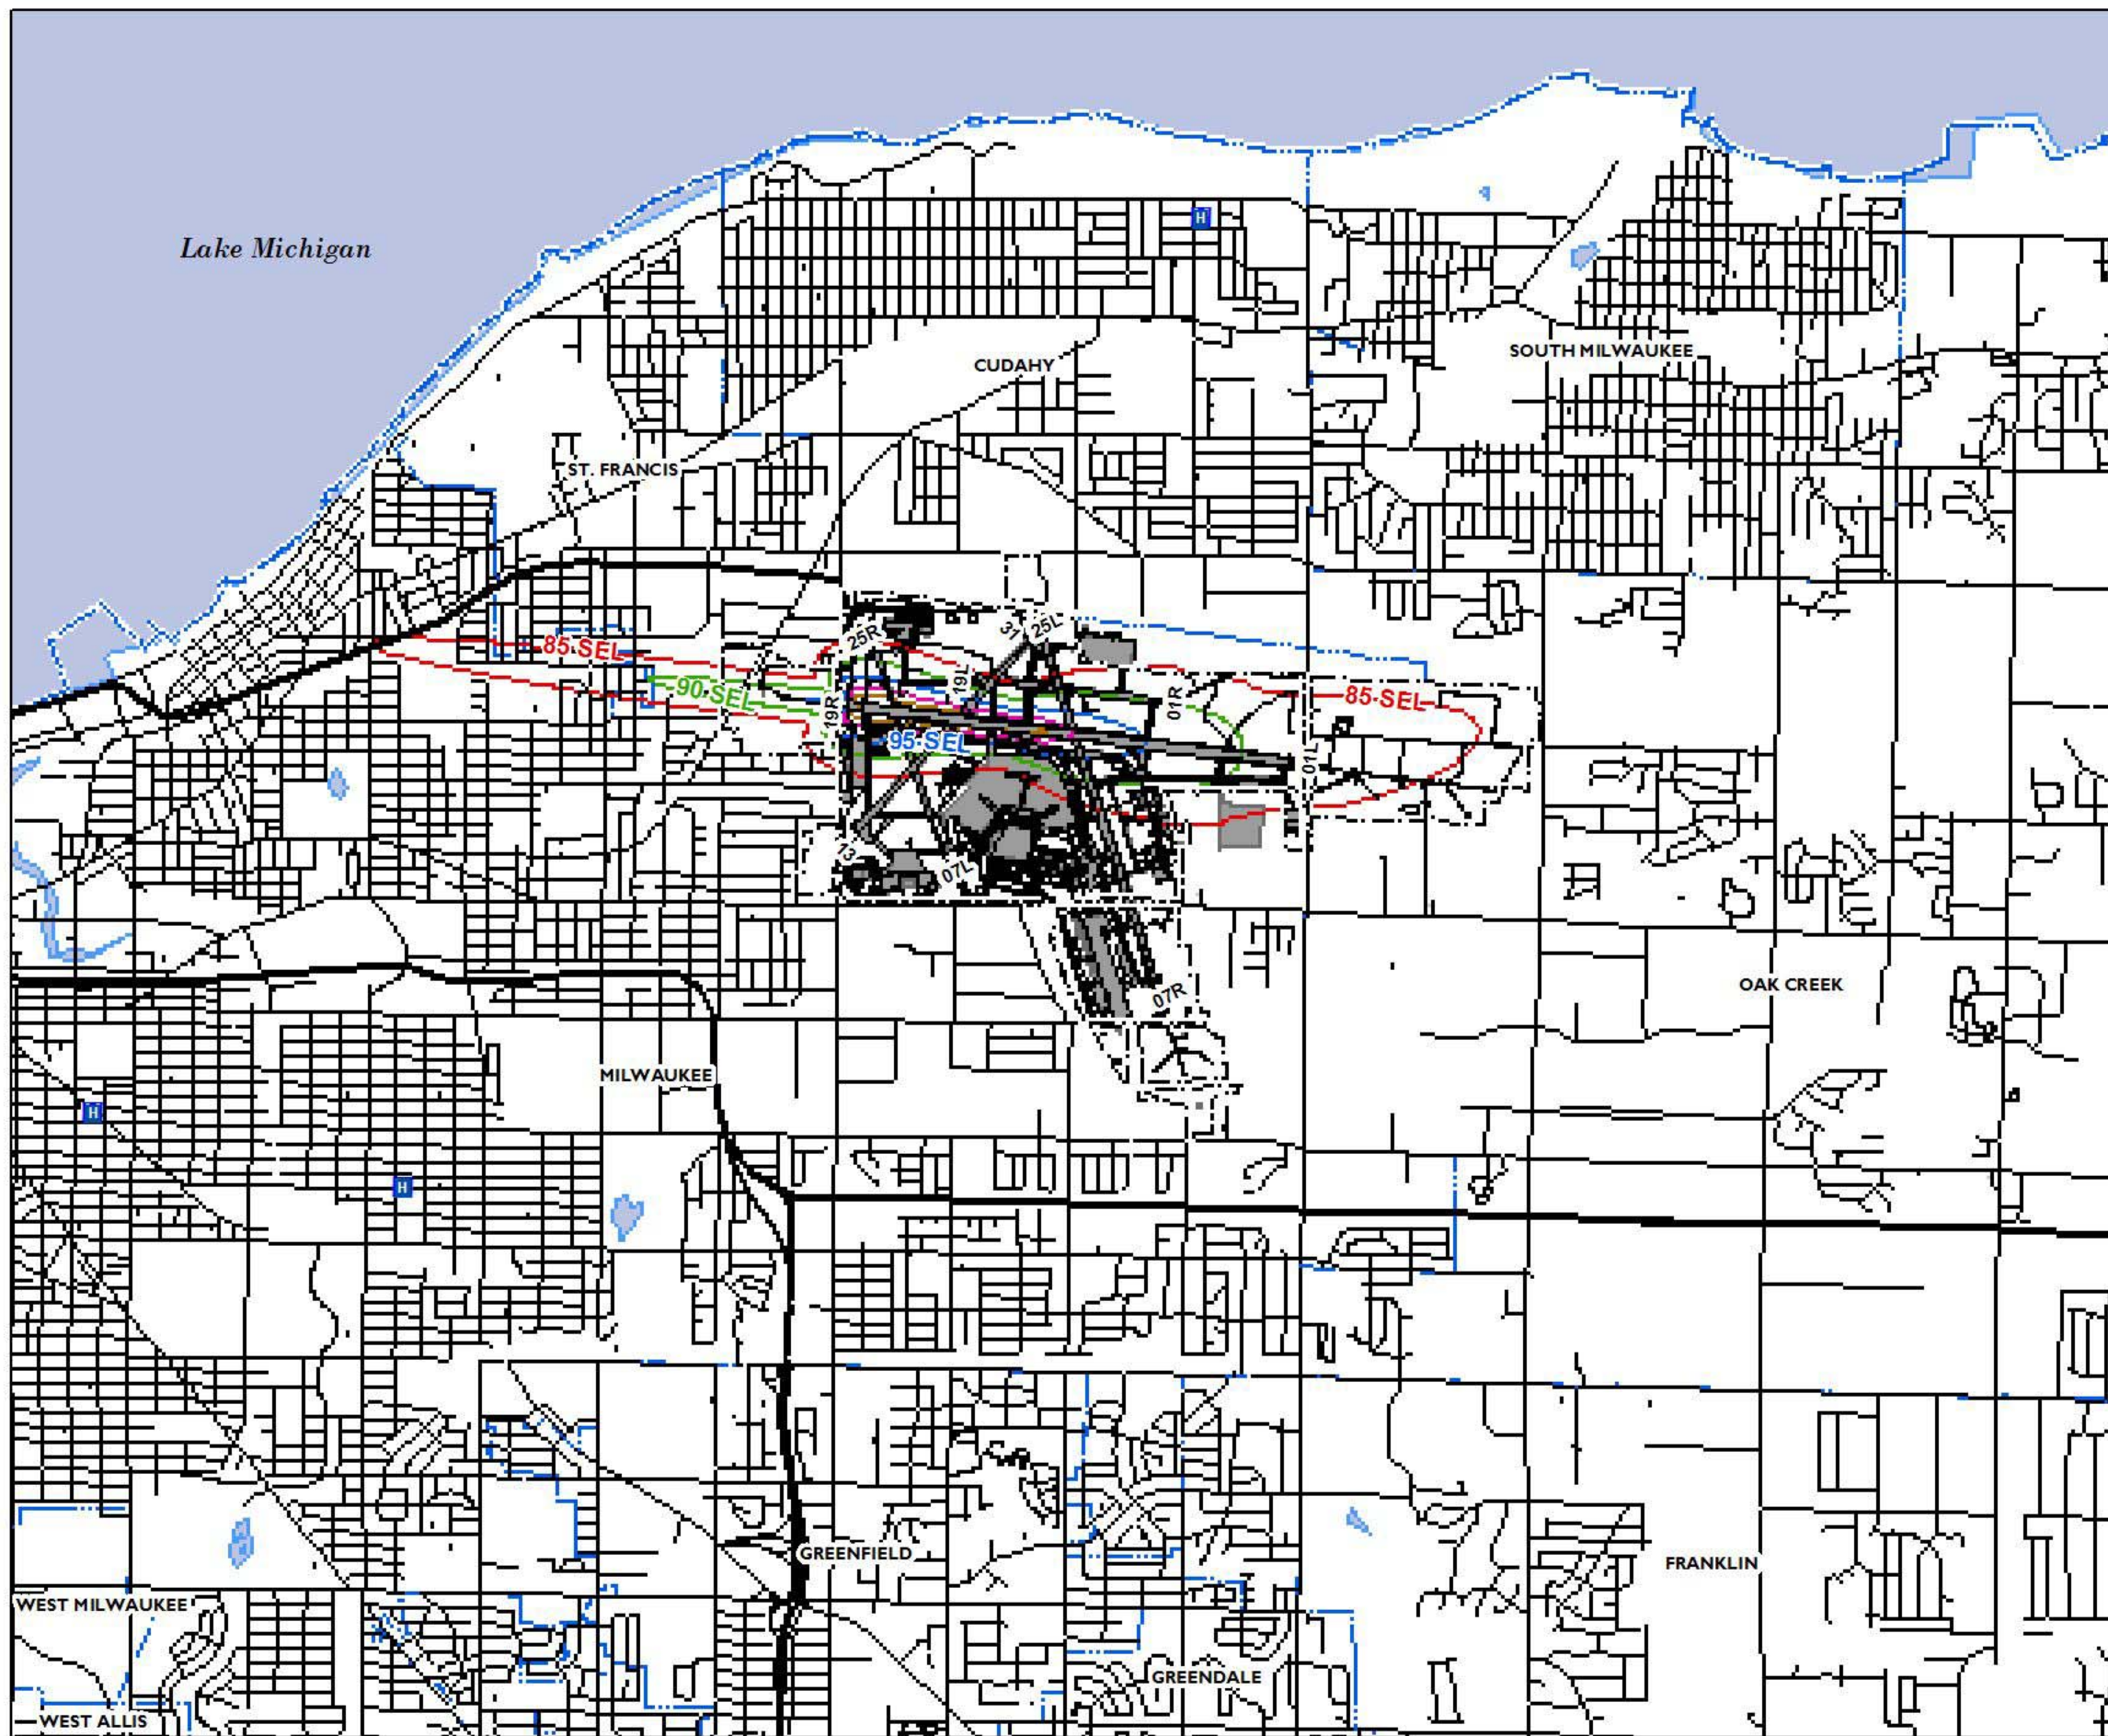 Lake Michigan
H
SOUTH MILWAUKEE
CUDAHY
ST. FRANCIS
25R
31
25L
85 SEL
19L
90 SEL
85 SEL
01R
19R
95 SEL
01L
13
07L
OAK CREEK
07R
MILWAUKEE
H
H
GREENFIELD
FRANKLIN
WEST MILWAUKEE
GREENDALE
WEST ALLIS